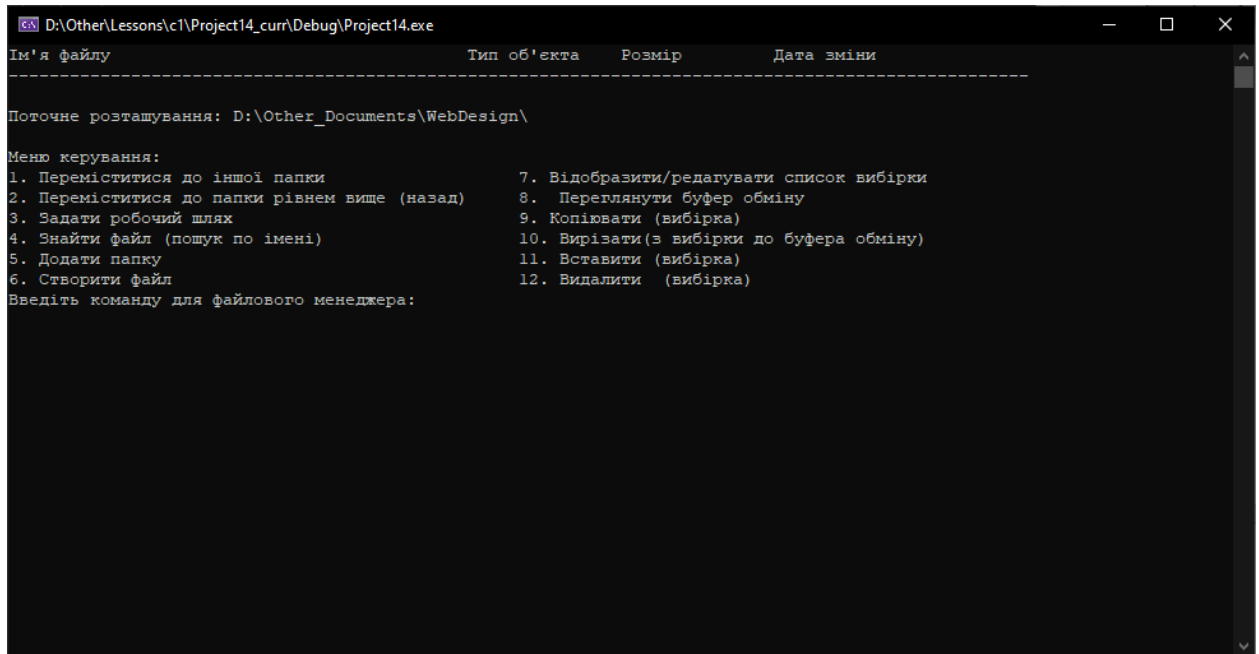 D:\Other\Lessons\c1\Project14_curr\Debug\Project14.exe
Ім'я файлу Тип об'єкта Розмір Дата зміни
-----------------------------------------------------------------------------------------------------
Поточне розташування: D:\Other_Documents\WebDesign\
Меню керування:
1. Переміститися до іншої папки 7. Відобразити/редагувати список вибірки
2. Переміститися до папки рівнем вище (назад) 8. Переглянути буфер обміну
3. Задати робочий шлях 9. Копіювати (вибірка)
4. Знайти файл (пошук по імені) 10. Вирізати(з вибірки до буфера обміну)
5. Додати папку 11. Вставити (вибірка)
6. Створити файл 12. Видалити (вибірка)
Введіть команду для файлового менеджера: